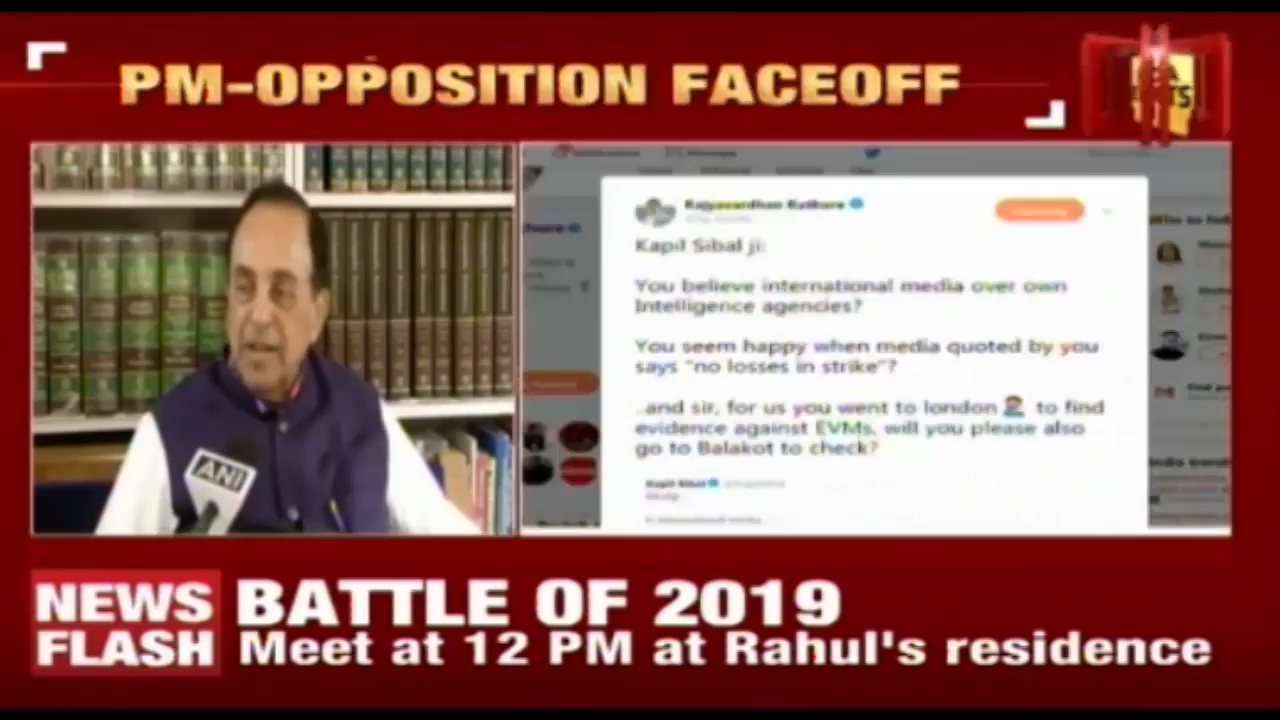 PM-OPPOSITION FACEOFF
Rajyavardhan Rathore
Kapil Sibal ji:
You believe international media over own
Intelligence agencies?
You seem happy when media quoted by you
says "no losses in strike"?
..and sir, for us you went to london to find
evidence against EVMs, will you please also
go to Balakot to check?
Kapil Sibal
ANI
NEWS
FLASH
BATTLE OF 2019
Meet at 12 PM at Rahul's residence